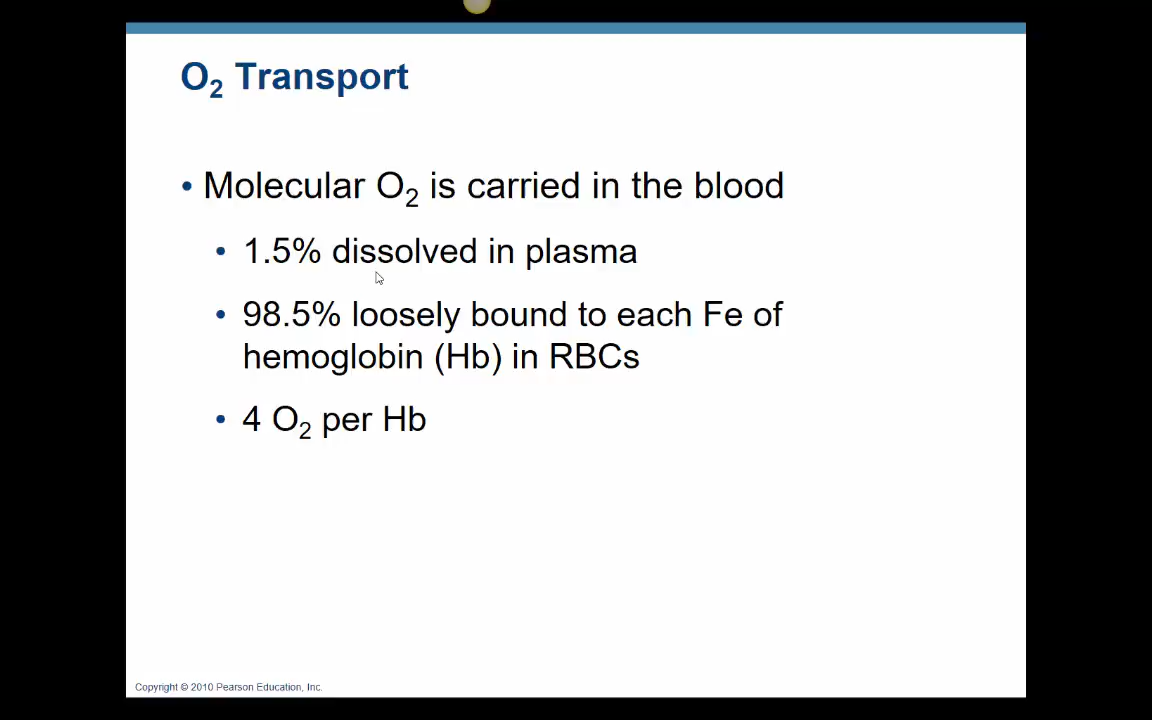 O₂ Transport
• Molecular O₂ is carried in the blood
• 1.5% dissolved in plasma
• 98.5% loosely bound to each Fe of
hemoglobin (Hb) in RBCs
• 4 O₂ per Hb
Copyright © 2010 Pearson Education, Inc.